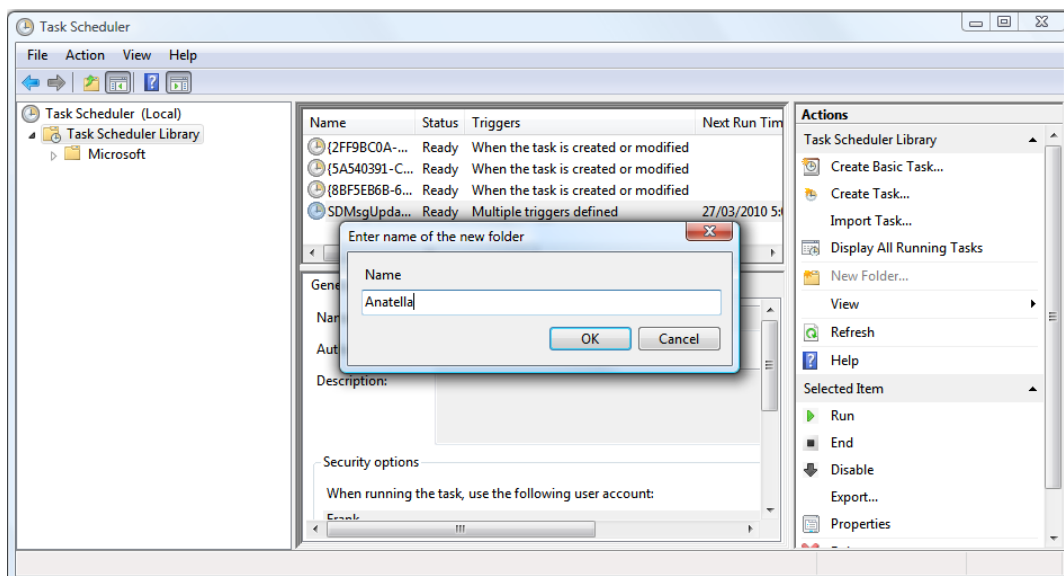 Task Scheduler
File Action View Help
Task Scheduler (Local)
Task Scheduler Library
Microsoft
Name Status Triggers Next Run Tim
{2FF9BC0A-... Ready When the task is created or modified
{5A540391-C... Ready When the task is created or modified
{8BF5EB6B-6... Ready When the task is created or modified
SDMsgUpda... Ready Multiple triggers defined 27/03/2010 5:0
Enter name of the new folder
Name
Anatella
OK Cancel
Gene
Nar
Aut
Description:
Security options
When running the task, use the following user account:
Frank
Actions
Task Scheduler Library
Create Basic Task...
Create Task...
Import Task...
Display All Running Tasks
New Folder...
View
Refresh
Help
Selected Item
Run
End
Disable
Export...
Properties